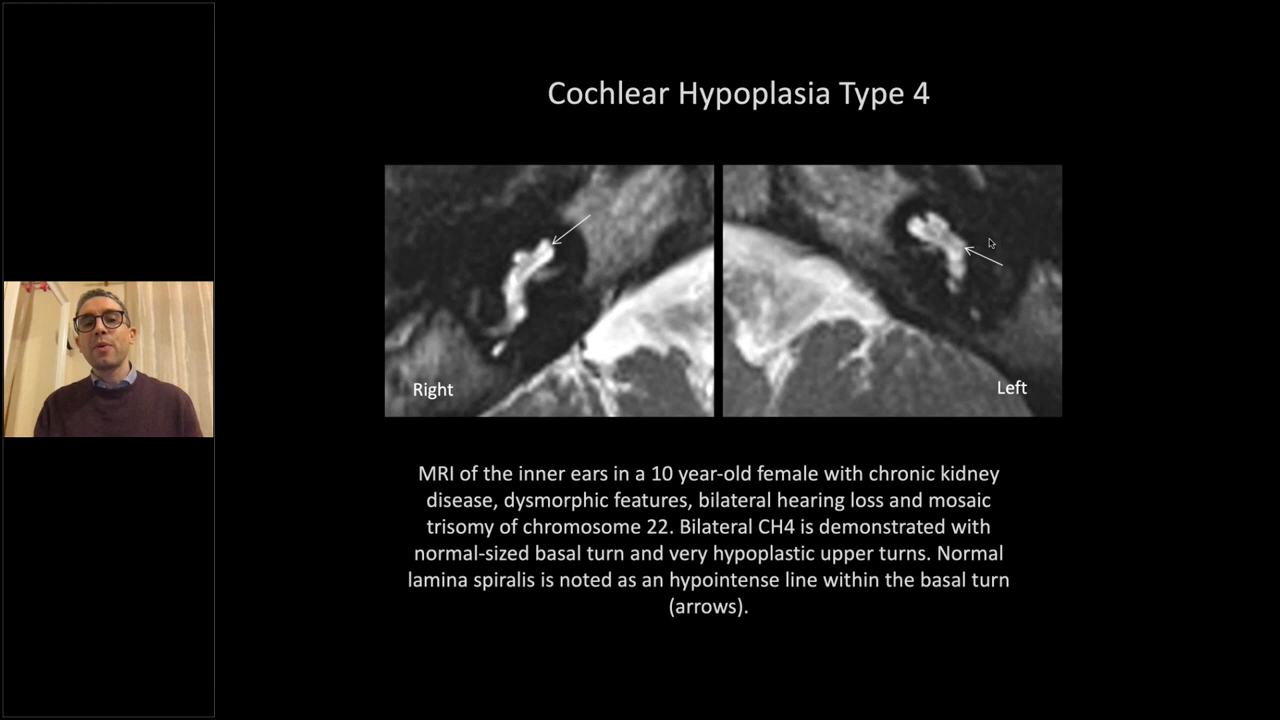 Cochlear Hypoplasia Type 4
Right
Left
MRI of the inner ears in a 10 year-old female with chronic kidney
disease, dysmorphic features, bilateral hearing loss and mosaic
trisomy of chromosome 22. Bilateral CH4 is demonstrated with
normal-sized basal turn and very hypoplastic upper turns. Normal
lamina spiralis is noted as an hypointense line within the basal turn
(arrows).